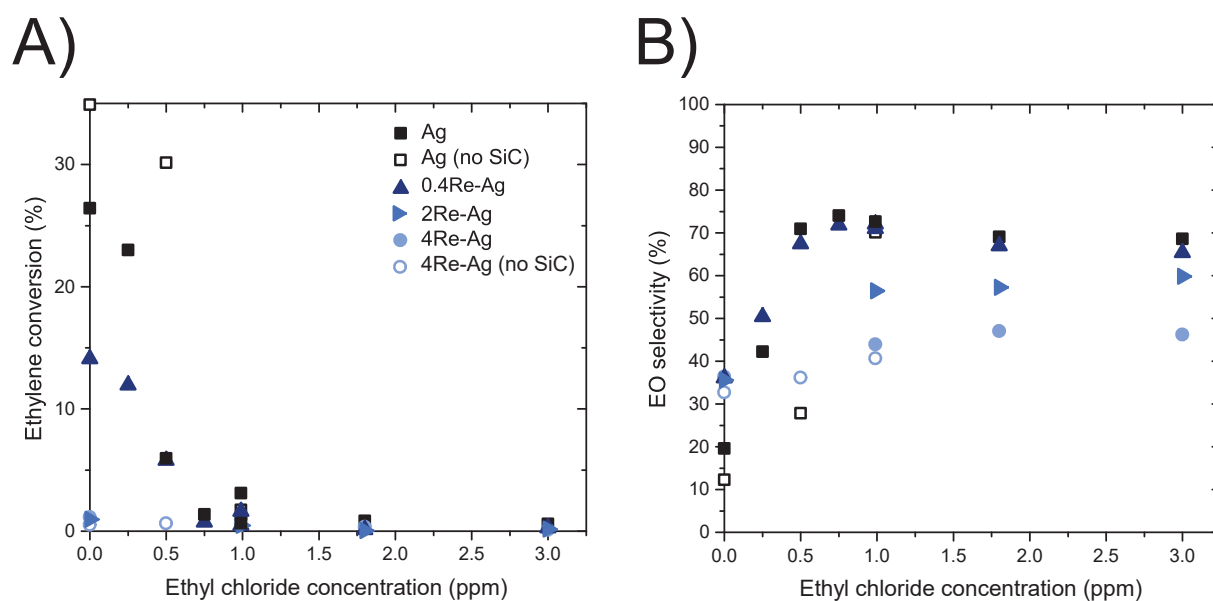 A)
B)
30
20
10
0
Ethylene conversion (%)
0.0 0.5 1.0 1.5 2.0 2.5 3.0
Ethyl chloride concentration (ppm)
Ag
Ag (no SiC)
0.4Re-Ag
2Re-Ag
4Re-Ag
4Re-Ag (no SiC)
100
90
80
70
60
50
40
30
20
10
0
EO selectivity (%)
0.0 0.5 1.0 1.5 2.0 2.5 3.0
Ethyl chloride concentration (ppm)